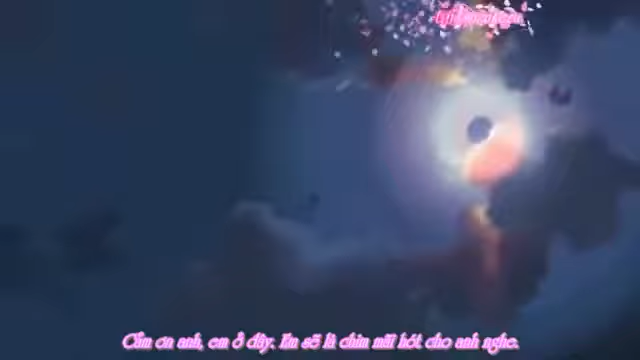 Cảm ơn anh, em ở đây. Em sẽ là chim mãi hót cho anh nghe.